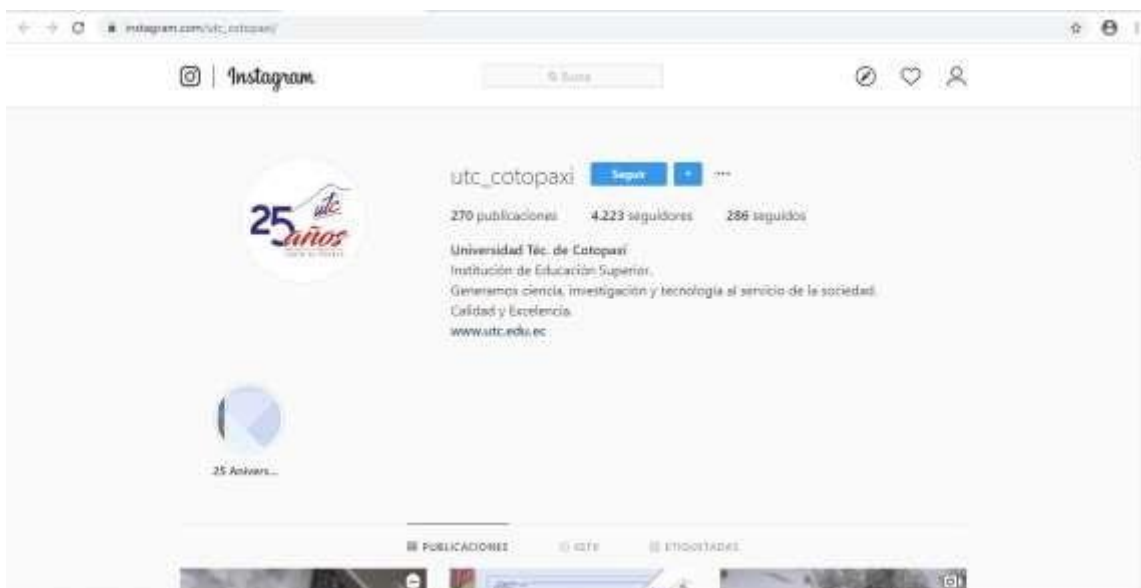 instagram.com/utc_cotopaxi/
Instagram
Busca
utc_cotopaxi Seguir
270 publicaciones 4.223 seguidores 286 seguidos
Universidad Téc. de Cotopaxi
Institución de Educación Superior.
Generamos ciencia, investigación y tecnología al servicio de la sociedad.
Calidad y Excelencia.
www.utc.edu.ec
25 utc
años
25 Anivers...
PUBLICACIONES IGTV ETIQUETADAS